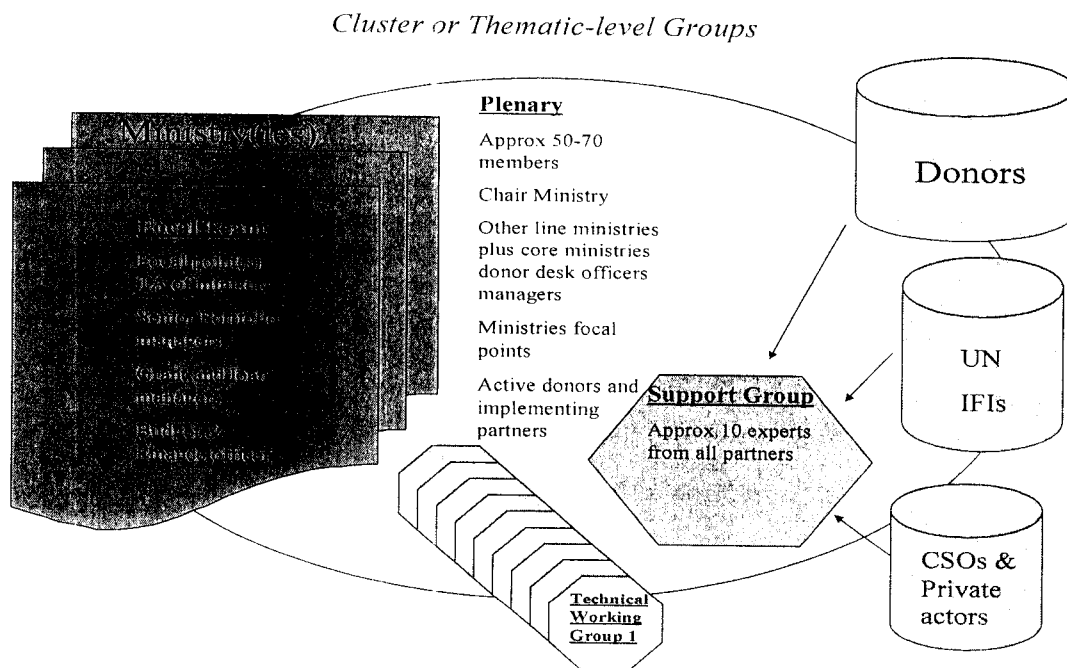 Cluster or Thematic-level Groups
Ministry(ies)
Plenary
Approx 50-70
members
Chair Ministry
Other line ministries
plus core ministries
donor desk officers
managers
Ministries focal
points
Active donors and
implementing
partners
Support Group
Approx 10 experts
from all partners
Technical
Working
Group 1
Donors
UN
IFIs
CSOs &
Private
actors